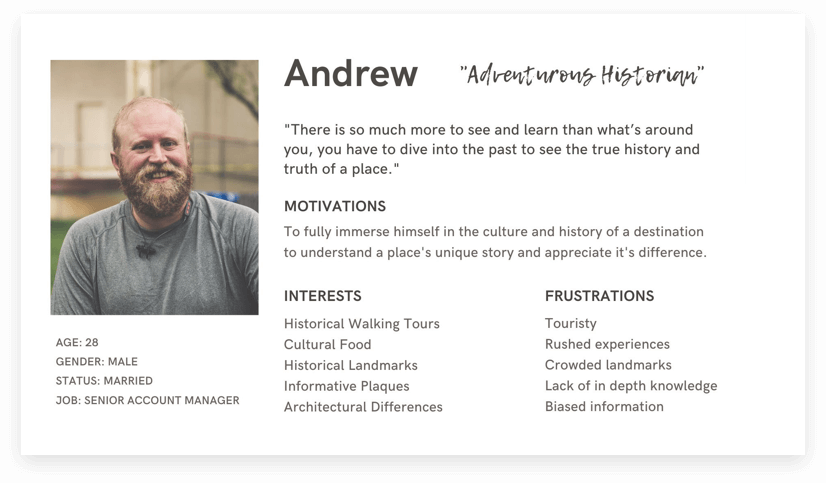 Andrew
"Adventurous Historian"
"There is so much more to see and learn than what’s around
you, you have to dive into the past to see the true history and
truth of a place."
MOTIVATIONS
To fully immerse himself in the culture and history of a destination
to understand a place's unique story and appreciate it's difference.
INTERESTS
Historical Walking Tours
Cultural Food
Historical Landmarks
Informative Plaques
Architectural Differences
FRUSTRATIONS
Touristy
Rushed experiences
Crowded landmarks
Lack of in depth knowledge
Biased information
AGE: 28
GENDER: MALE
STATUS: MARRIED
JOB: SENIOR ACCOUNT MANAGER